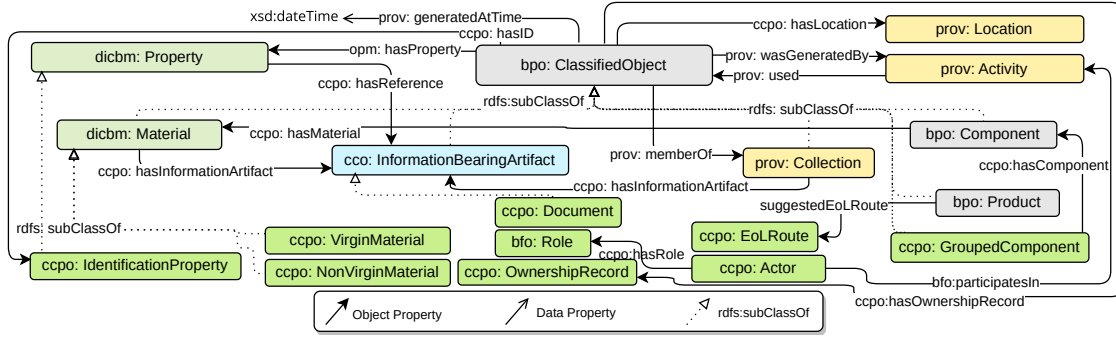 xsd:dateTime
prov: generatedAtTime
ccpo: hasID
ccpo: hasLocation
prov: Location
dicbm: Property
opm: hasProperty
bpo: ClassifiedObject
prov: wasGeneratedBy
prov: used
prov: Activity
ccpo: hasReference
rdfs:subClassOf
rdfs: subClassOf
dicbm: Material
ccpo: hasMaterial
bpo: Component
ccpo: hasInformationArtifact
cco: InformationBearingArtifact
prov: memberOf
prov: Collection
ccpo:hasComponent
ccpo: hasInformationArtifact
ccpo: Document
suggestedEoLRoute
bpo: Product
rdfs: subClassOf
ccpo: VirginMaterial
bfo: Role
ccpo: EoLRoute
ccpo: GroupedComponent
ccpo:hasRole
ccpo: IdentificationProperty
ccpo: NonVirginMaterial
ccpo: OwnershipRecord
ccpo: Actor
bfo:participatesIn
ccpo:hasOwnershipRecord
Object Property
Data Property
rdfs:subClassOf